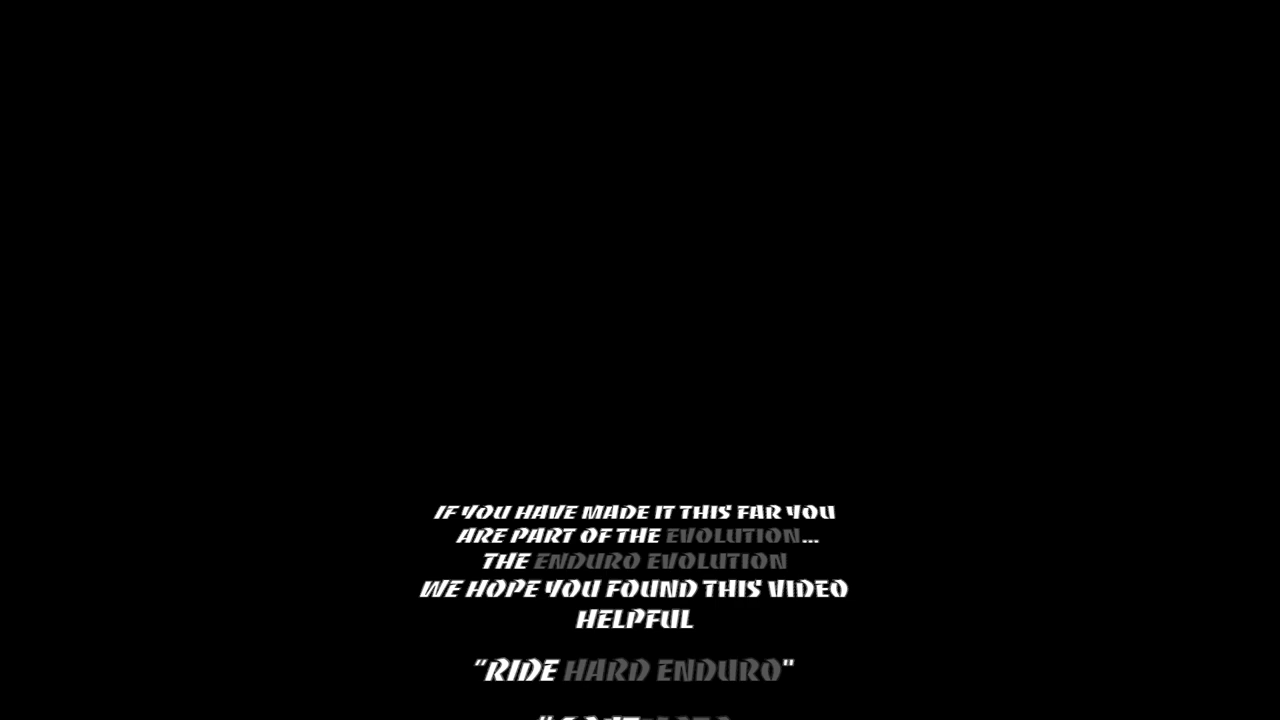 IF YOU HAVE MADE IT THIS FAR YOU
ARE PART OF THE EVOLUTION...
THE ENDURO EVOLUTION
WE HOPE YOU FOUND THIS VIDEO
HELPFUL
"RIDE HARD ENDURO"